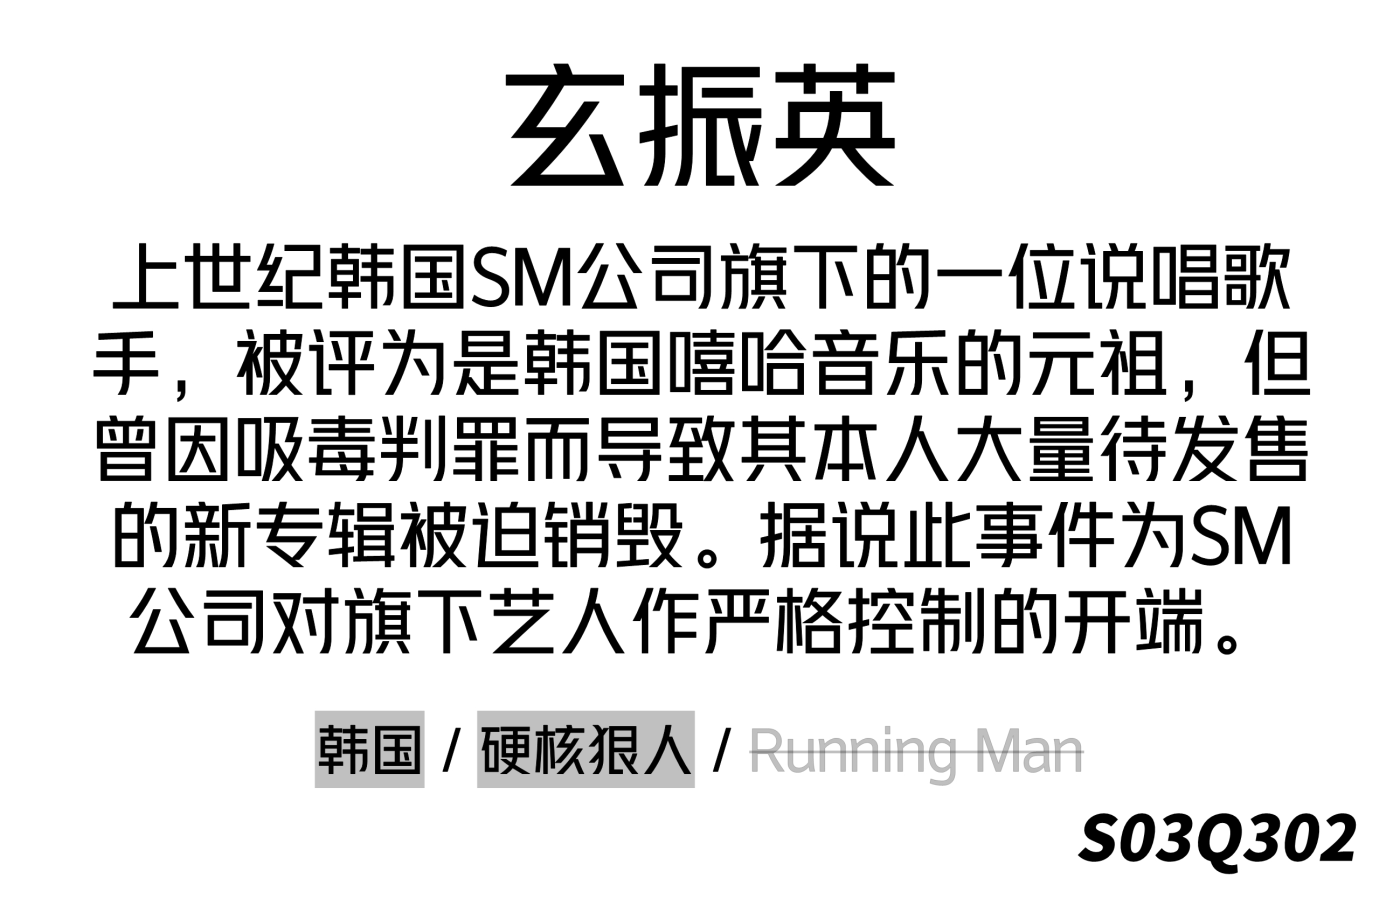 玄振英
上世纪韩国SM公司旗下的一位说唱歌
手，被评为是韩国嘻哈音乐的元祖，但
曾因吸毒判罪而导致其本人大量待发售
的新专辑被迫销毁。据说此事件为SM
公司对旗下艺人作严格控制的开端。
韩国 / 硬核狠人 / Running Man
S03Q302